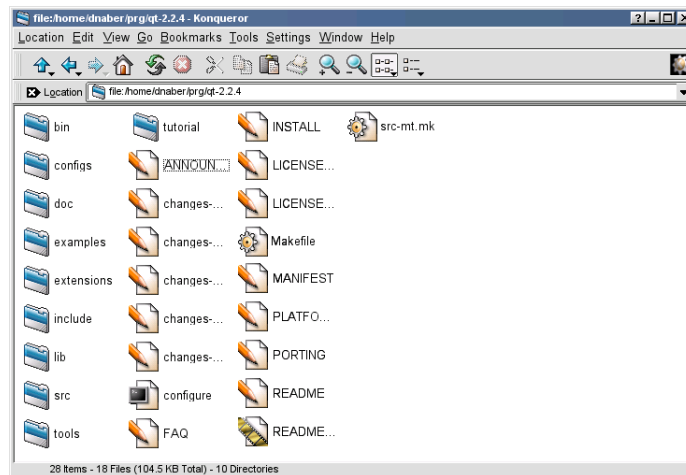 file:/home/dnaber/prg/qt-2.2.4 - Konqueror
Location Edit View Go Bookmarks Tools Settings Window Help
Location file:/home/dnaber/prg/qt-2.2.4
bin tutorial INSTALL src-mt.mk
configs ANNOUN... LICENSE...
doc changes-... LICENSE...
examples changes-... Makefile
extensions changes-... MANIFEST
include changes-... PLATFO...
lib changes-... PORTING
src configure README
tools FAQ README...
28 Items - 18 Files (104.5 KB Total) - 10 Directories